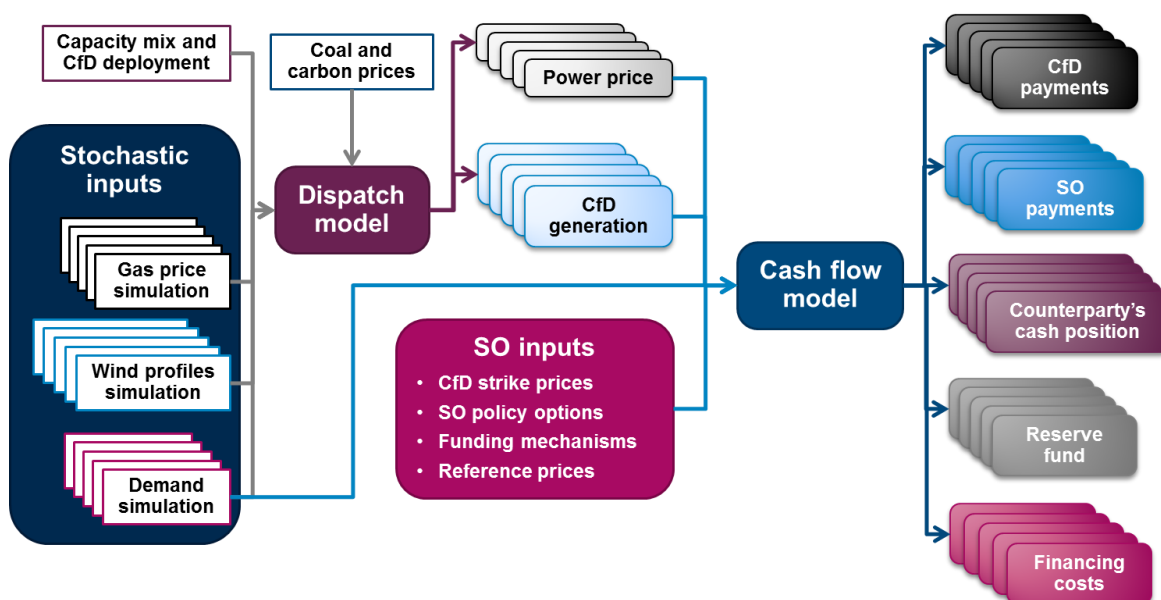 Capacity mix and
CfD deployment
Coal and
carbon prices
Power price
CfD
payments
Stochastic
inputs
Dispatch
model
CfD
generation
SO
payments
Gas price
simulation
Cash flow
model
Counterparty's
cash position
Wind profiles
simulation
SO inputs
• CfD strike prices
• SO policy options
• Funding mechanisms
• Reference prices
Reserve
fund
Demand
simulation
Financing
costs